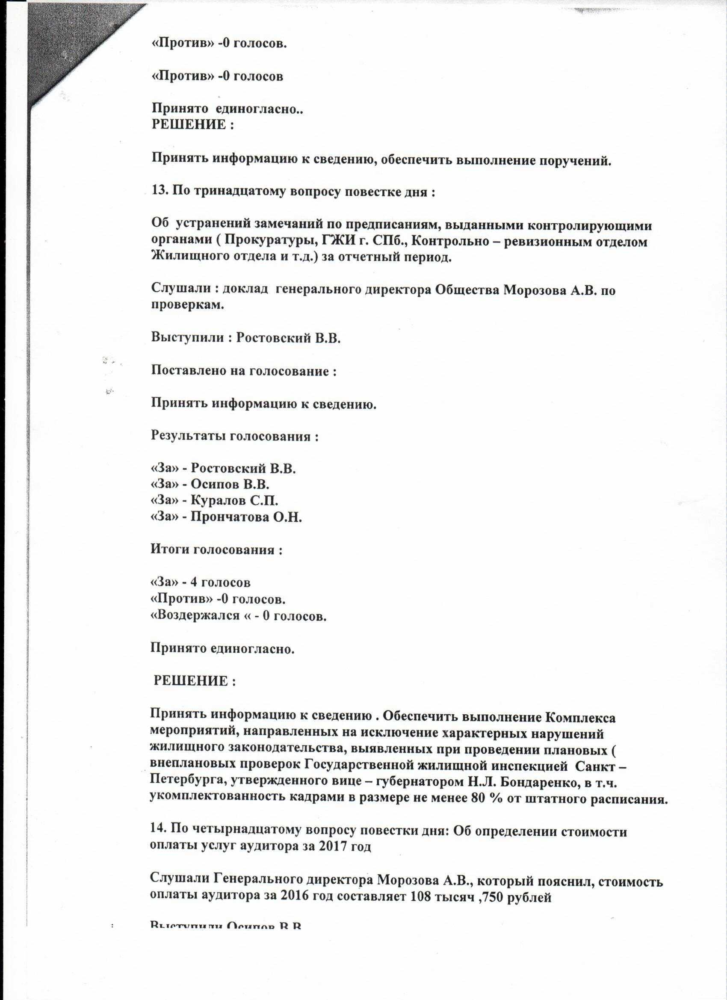 «Против» -0 голосов.
«Против» -0 голосов
Принято  единогласно..
РЕШЕНИЕ :
Принять информацию к сведению, обеспечить выполнение поручений.
13. По тринадцатому вопросу повестке дня :
Об  устранений замечаний по предписаниям, выданными контролирующими
органами ( Прокуратуры, ГЖИ г. СПб., Контрольно – ревизионным отделом
Жилищного отдела и т.д.) за отчетный период.
Слушали : доклад  генерального директора Общества Морозова А.В. по
проверкам.
Выступили : Ростовский В.В.
Поставлено на голосование :
Принять информацию к сведению.
Результаты голосования :
«За» - Ростовский В.В.
«За» - Осипов В.В.
«За» - Куралов С.П.
«За» - Прончатова О.Н.
Итоги голосования :
«За» - 4 голосов
«Против» -0 голосов.
«Воздержался « - 0 голосов.
Принято единогласно.
РЕШЕНИЕ :
Принять информацию к сведению . Обеспечить выполнение Комплекса
мероприятий, направленных на исключение характерных нарушений
жилищного законодательства, выявленных при проведении плановых (
внеплановых проверок Государственной жилищной инспекцией  Санкт –
Петербурга, утвержденного вице – губернатором Н.Л. Бондаренко, в т.ч.
укомплектованность кадрами в размере не менее 80 % от штатного расписания.
14. По четырнадцатому вопросу повестки дня: Об определении стоимости
оплаты услуг аудитора за 2017 год
Слушали Генерального директора Морозова А.В., который пояснил, стоимость
оплаты аудитора за 2016 год составляет 108 тысяч ,750 рублей
Выступили Осипов В.В